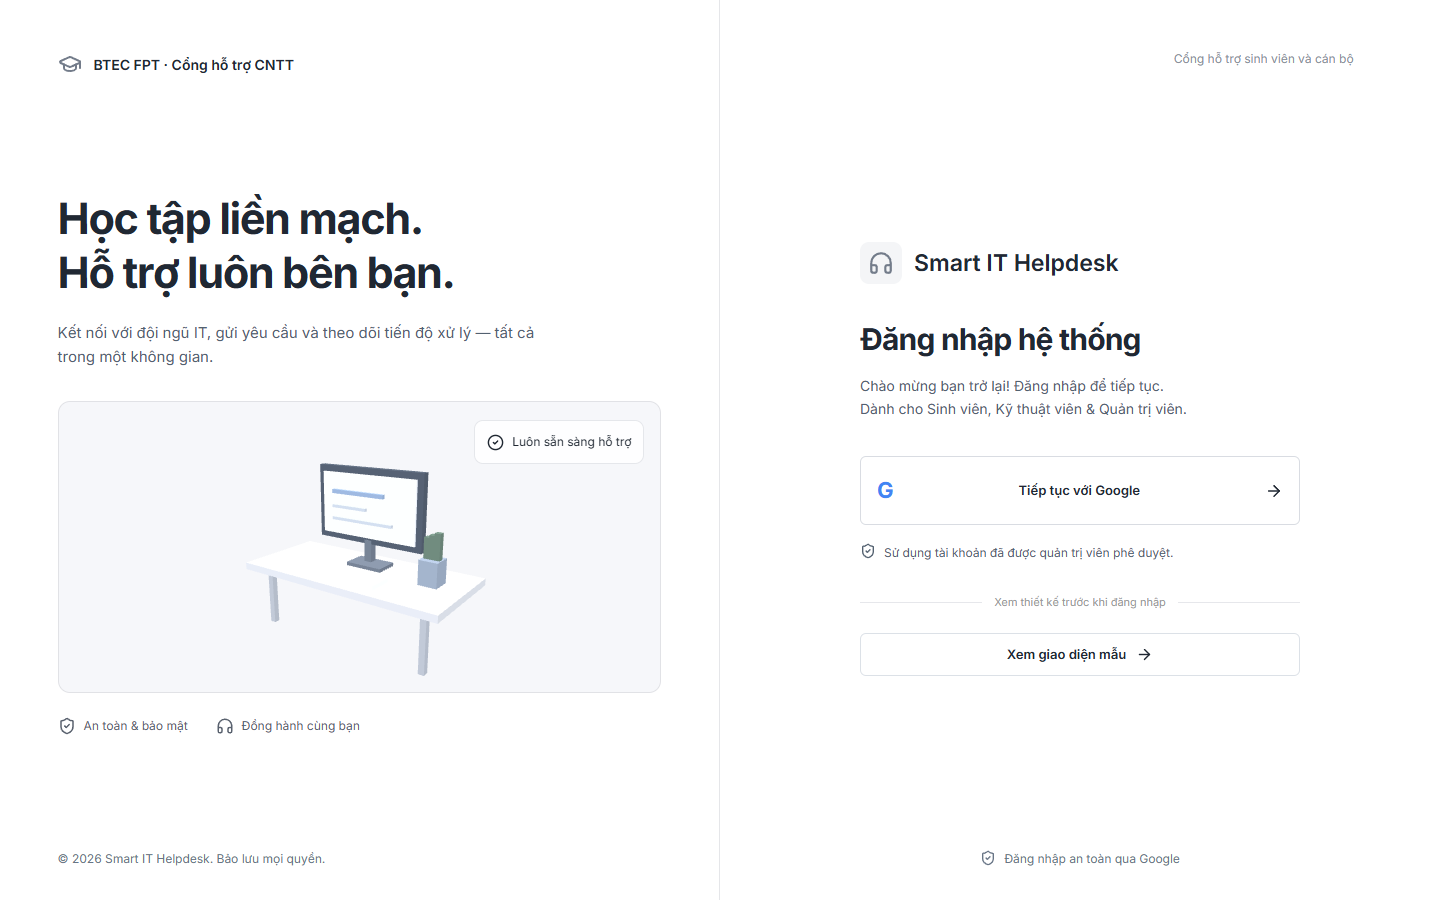 BTEC FPT · Cổng hỗ trợ CNTT
Học tập liền mạch.
Hỗ trợ luôn bên bạn.
Kết nối với đội ngũ IT, gửi yêu cầu và theo dõi tiến độ xử lý — tất cả
trong một không gian.
Luôn sẵn sàng hỗ trợ
An toàn & bảo mật
Đồng hành cùng bạn
© 2026 Smart IT Helpdesk. Bảo lưu mọi quyền.
Cổng hỗ trợ sinh viên và cán bộ
Smart IT Helpdesk
Đăng nhập hệ thống
Chào mừng bạn trở lại! Đăng nhập để tiếp tục.
Dành cho Sinh viên, Kỹ thuật viên & Quản trị viên.
G Tiếp tục với Google
Sử dụng tài khoản đã được quản trị viên phê duyệt.
Xem thiết kế trước khi đăng nhập
Xem giao diện mẫu
Đăng nhập an toàn qua Google